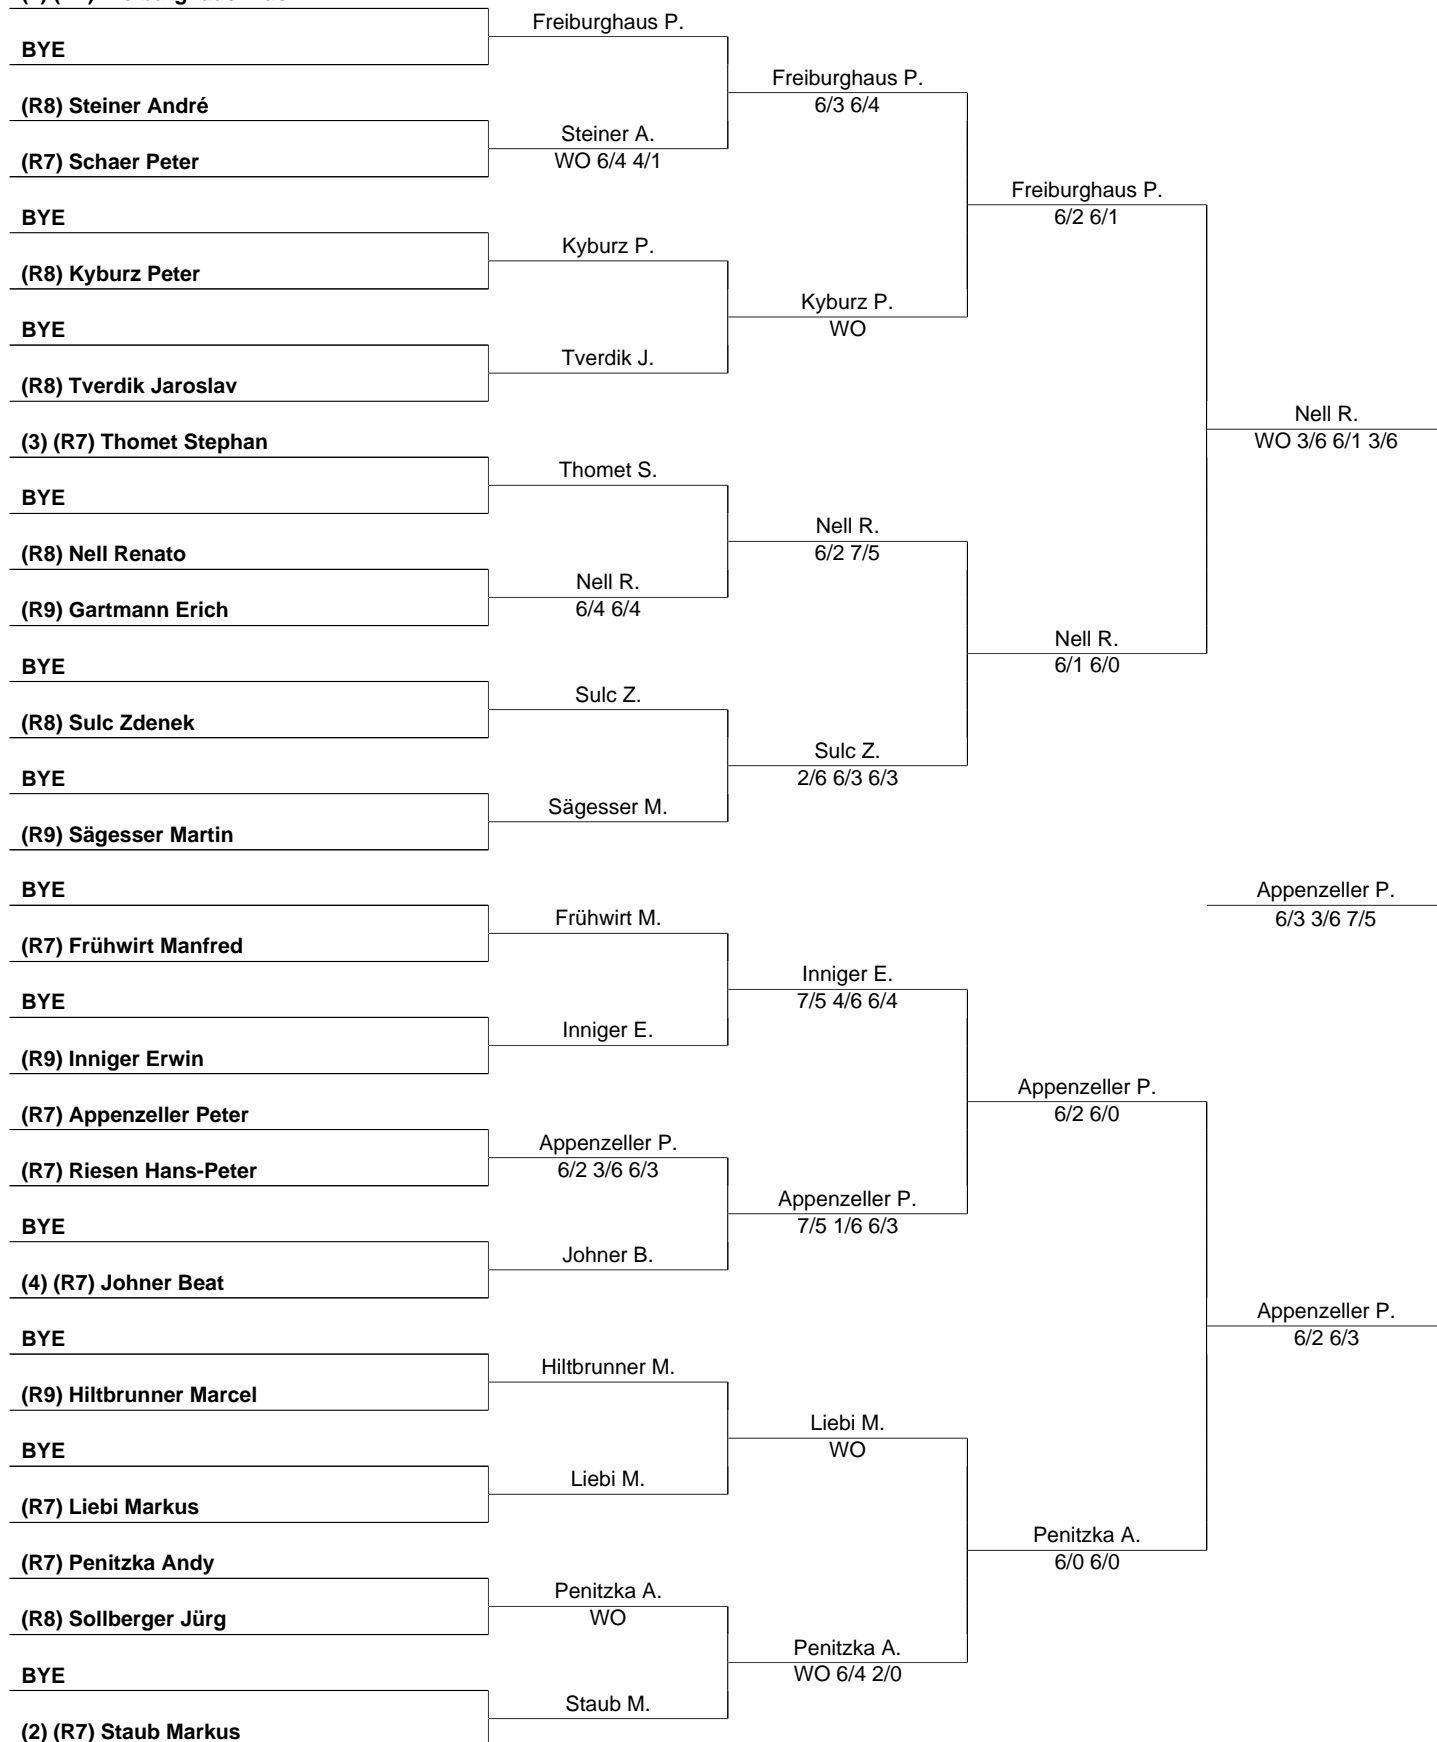 BYE
(R8) Steiner André
(R7) Schaer Peter
BYE
(R8) Kyburz Peter
BYE
(R8) Tverdik Jaroslav
(3) (R7) Thomet Stephan
BYE
(R8) Nell Renato
(R9) Gartmann Erich
BYE
(R8) Sulc Zdenek
BYE
(R9) Sägesser Martin
BYE
(R7) Frühwirt Manfred
BYE
(R9) Inniger Erwin
(R7) Appenzeller Peter
(R7) Riesen Hans-Peter
BYE
(4) (R7) Johner Beat
BYE
(R9) Hiltbrunner Marcel
BYE
(R7) Liebi Markus
(R7) Penitzka Andy
(R8) Sollberger Jürg
BYE
(2) (R7) Staub Markus
Freiburghaus P.
Steiner A.
WO 6/4 4/1
Kyburz P.
Tverdik J.
Thomet S.
Nell R.
6/4 6/4
Sulc Z.
Sägesser M.
Frühwirt M.
Inniger E.
Appenzeller P.
6/2 3/6 6/3
Johner B.
Hiltbrunner M.
Liebi M.
Penitzka A.
WO
Staub M.
Freiburghaus P.
6/3 6/4
Kyburz P.
WO
Nell R.
6/2 7/5
Sulc Z.
2/6 6/3 6/3
Inniger E.
7/5 4/6 6/4
Appenzeller P.
7/5 1/6 6/3
Liebi M.
WO
Penitzka A.
WO 6/4 2/0
Freiburghaus P.
6/2 6/1
Nell R.
6/1 6/0
Appenzeller P.
6/2 6/0
Penitzka A.
6/0 6/0
Nell R.
WO 3/6 6/1 3/6
Appenzeller P.
6/3 3/6 7/5
Appenzeller P.
6/2 6/3